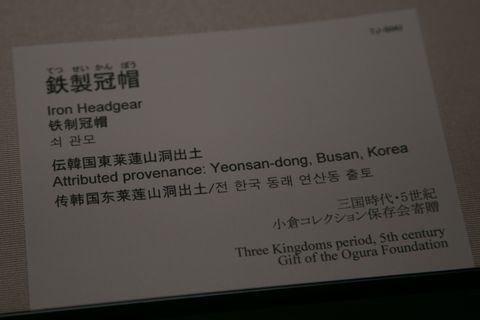 てつ せい かん ぼう
鉄製冠帽
Iron Headgear
铁制冠帽
쇠 관모
伝韓国東莱蓮山洞出土
Attributed provenance: Yeonsan-dong, Busan, Korea
传韩国东莱莲山洞出土/전 한국 동래 연산동 출토
三国時代・5世紀
小倉コレクション保存会寄贈
Three Kingdoms period, 5th century
Gift of the Ogura Foundation